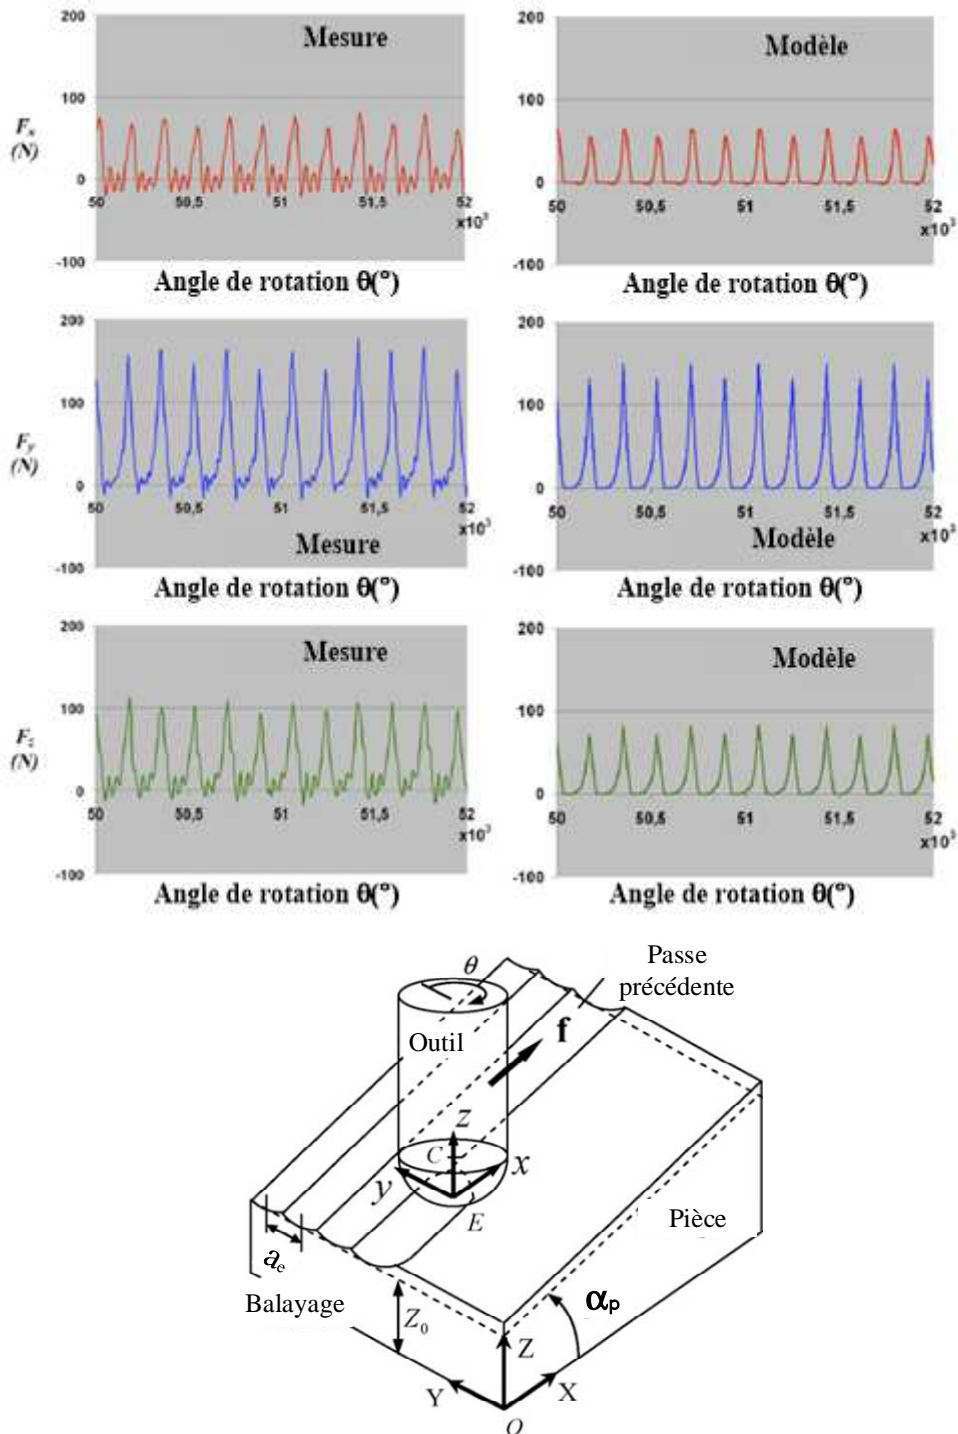 200
Mesure
100
Fx
(N)
0
50 50,5 51 51,5 52
x10³
-100
Angle de rotation θ(°)
200
Modèle
100
0
50 50,5 51 51,5 52
x10³
-100
Angle de rotation θ(°)
200
100
Fy
(N)
0
50 50,5 51 51,5 52
x10³
Mesure
-100
Angle de rotation θ(°)
200
100
0
50 50,5 51 51,5 52
x10³
Modèle
-100
Angle de rotation θ(°)
200
Mesure
100
Fz
(N)
0
50 50,5 51 51,5 52
x10³
-100
Angle de rotation θ(°)
200
Modèle
100
0
50 50,5 51 51,5 52
x10³
-100
Angle de rotation θ(°)
θ
Passe
précédente
Outil
f
z
C
x
y
E
Pièce
ae
Balayage
Z0
αp
Z
Y
X
O